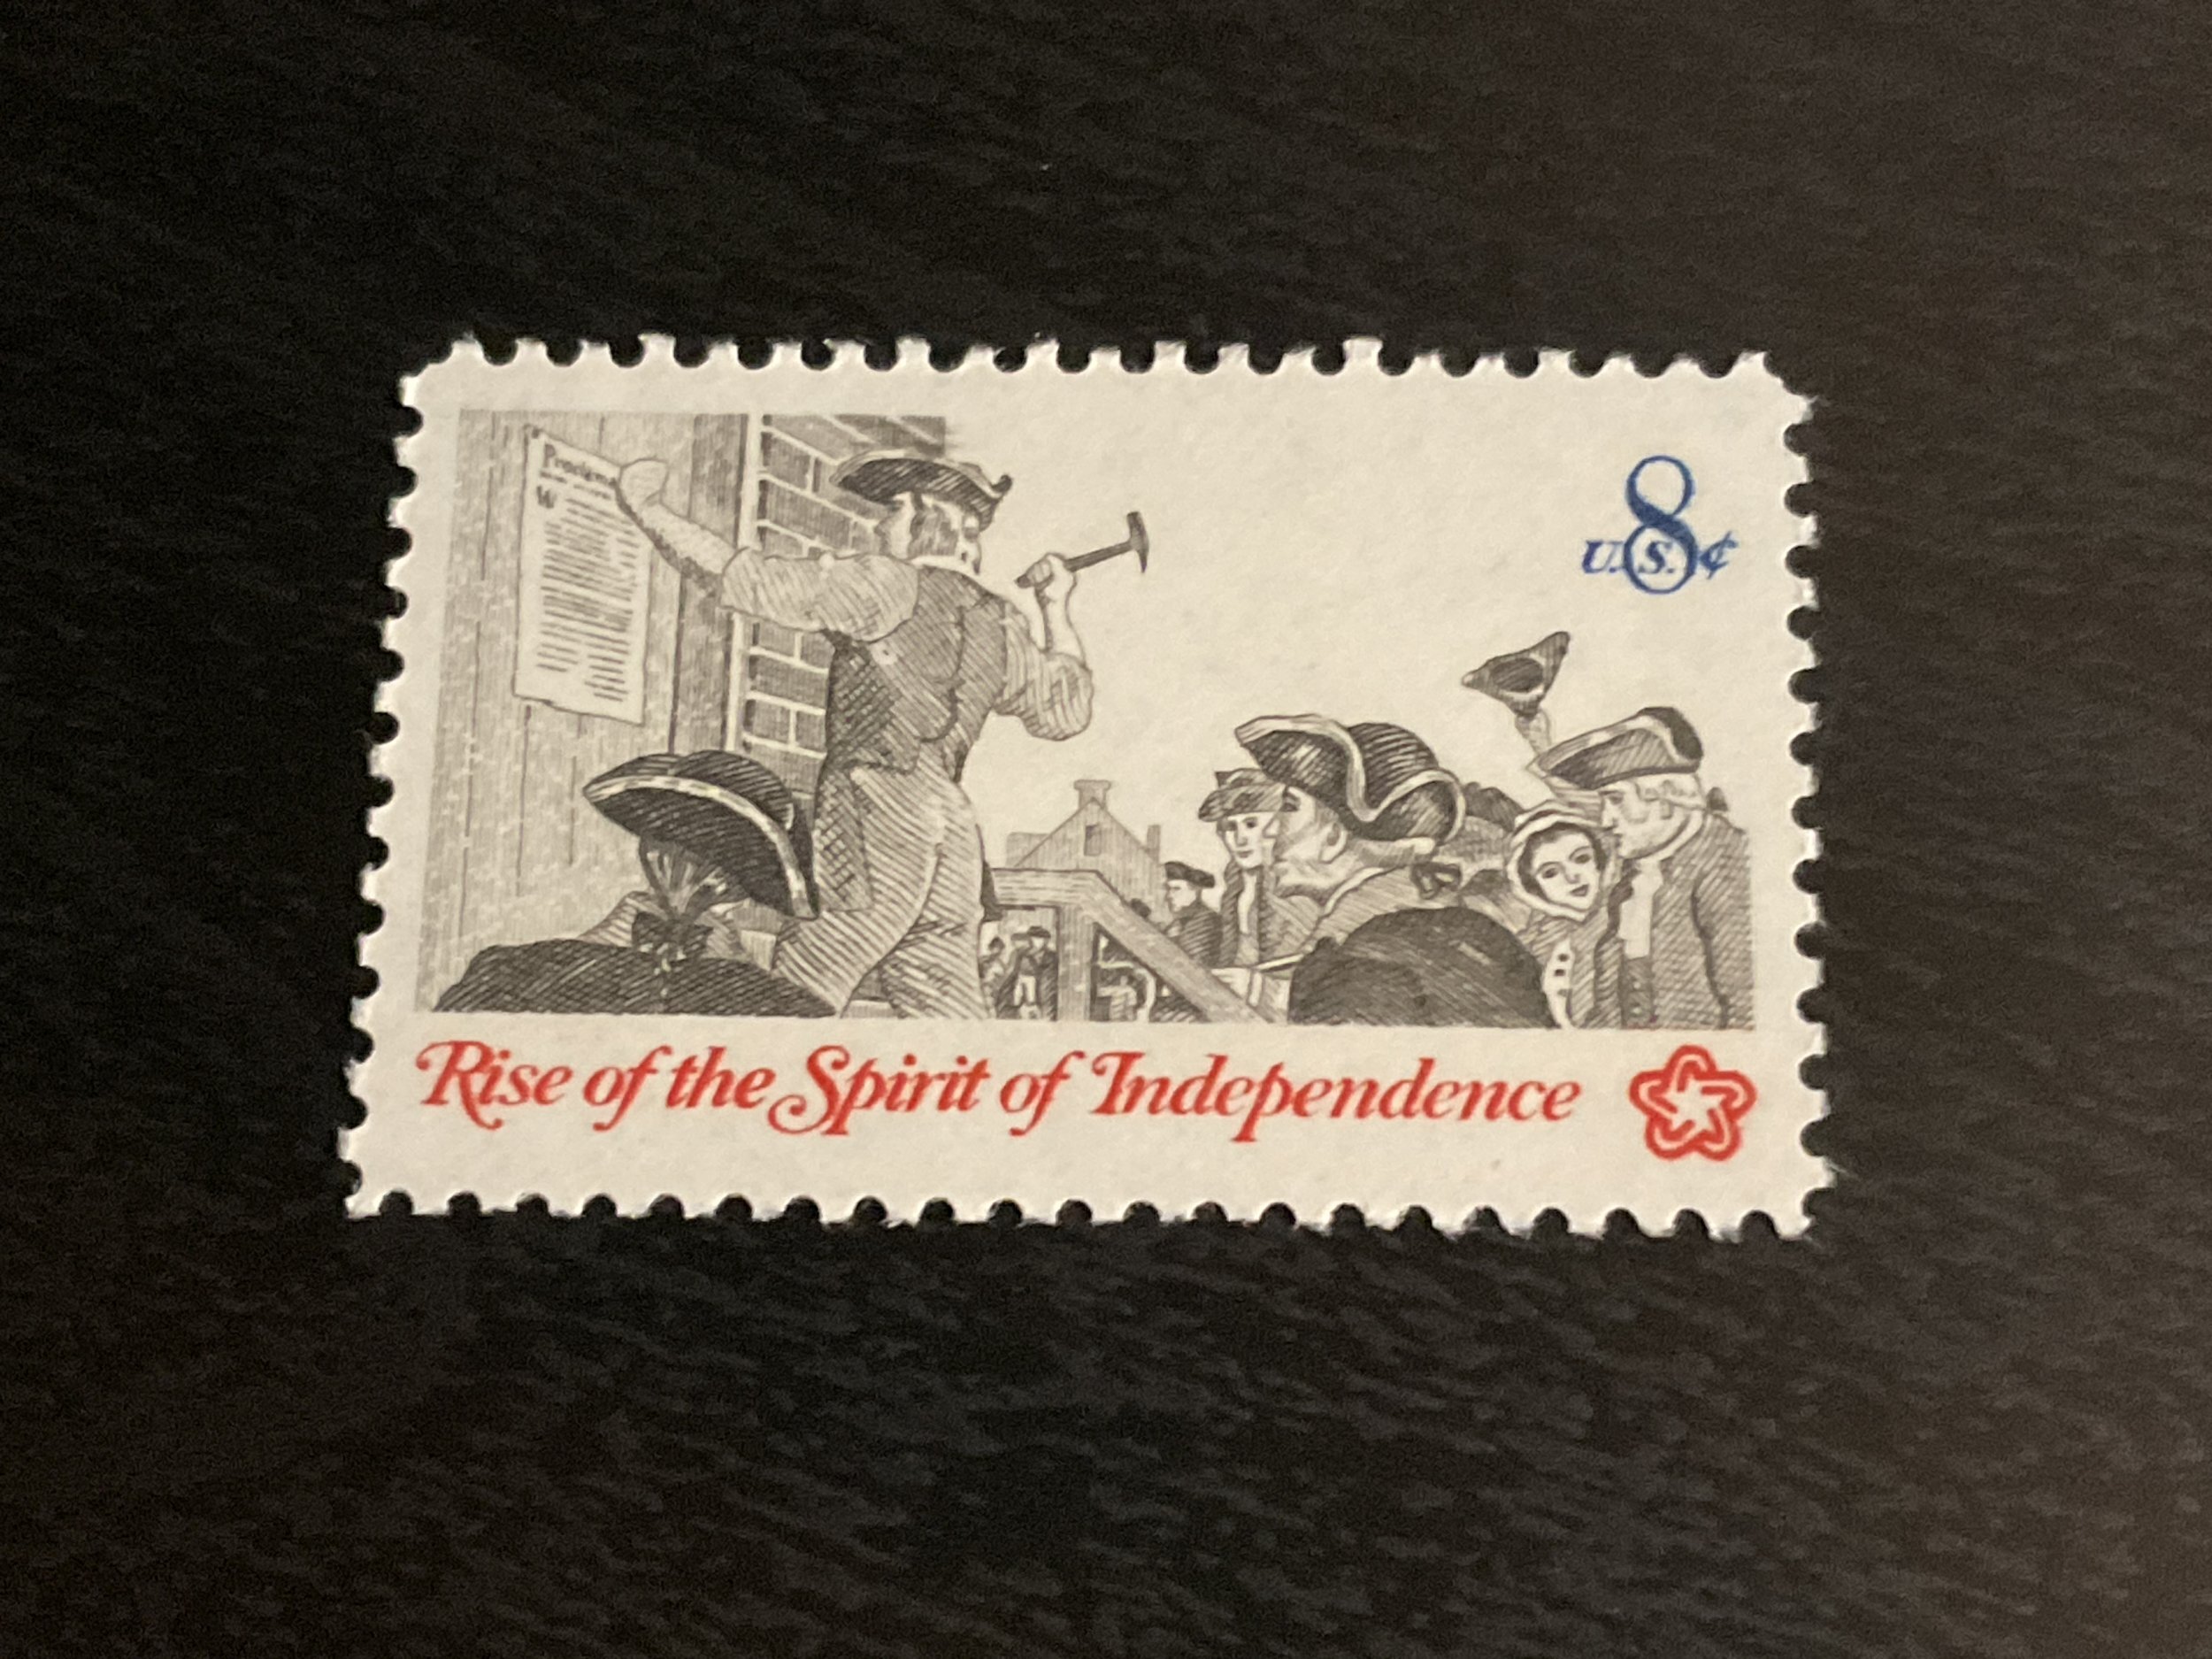 8
U.S.¢
W
Rise of the Spirit of Independence